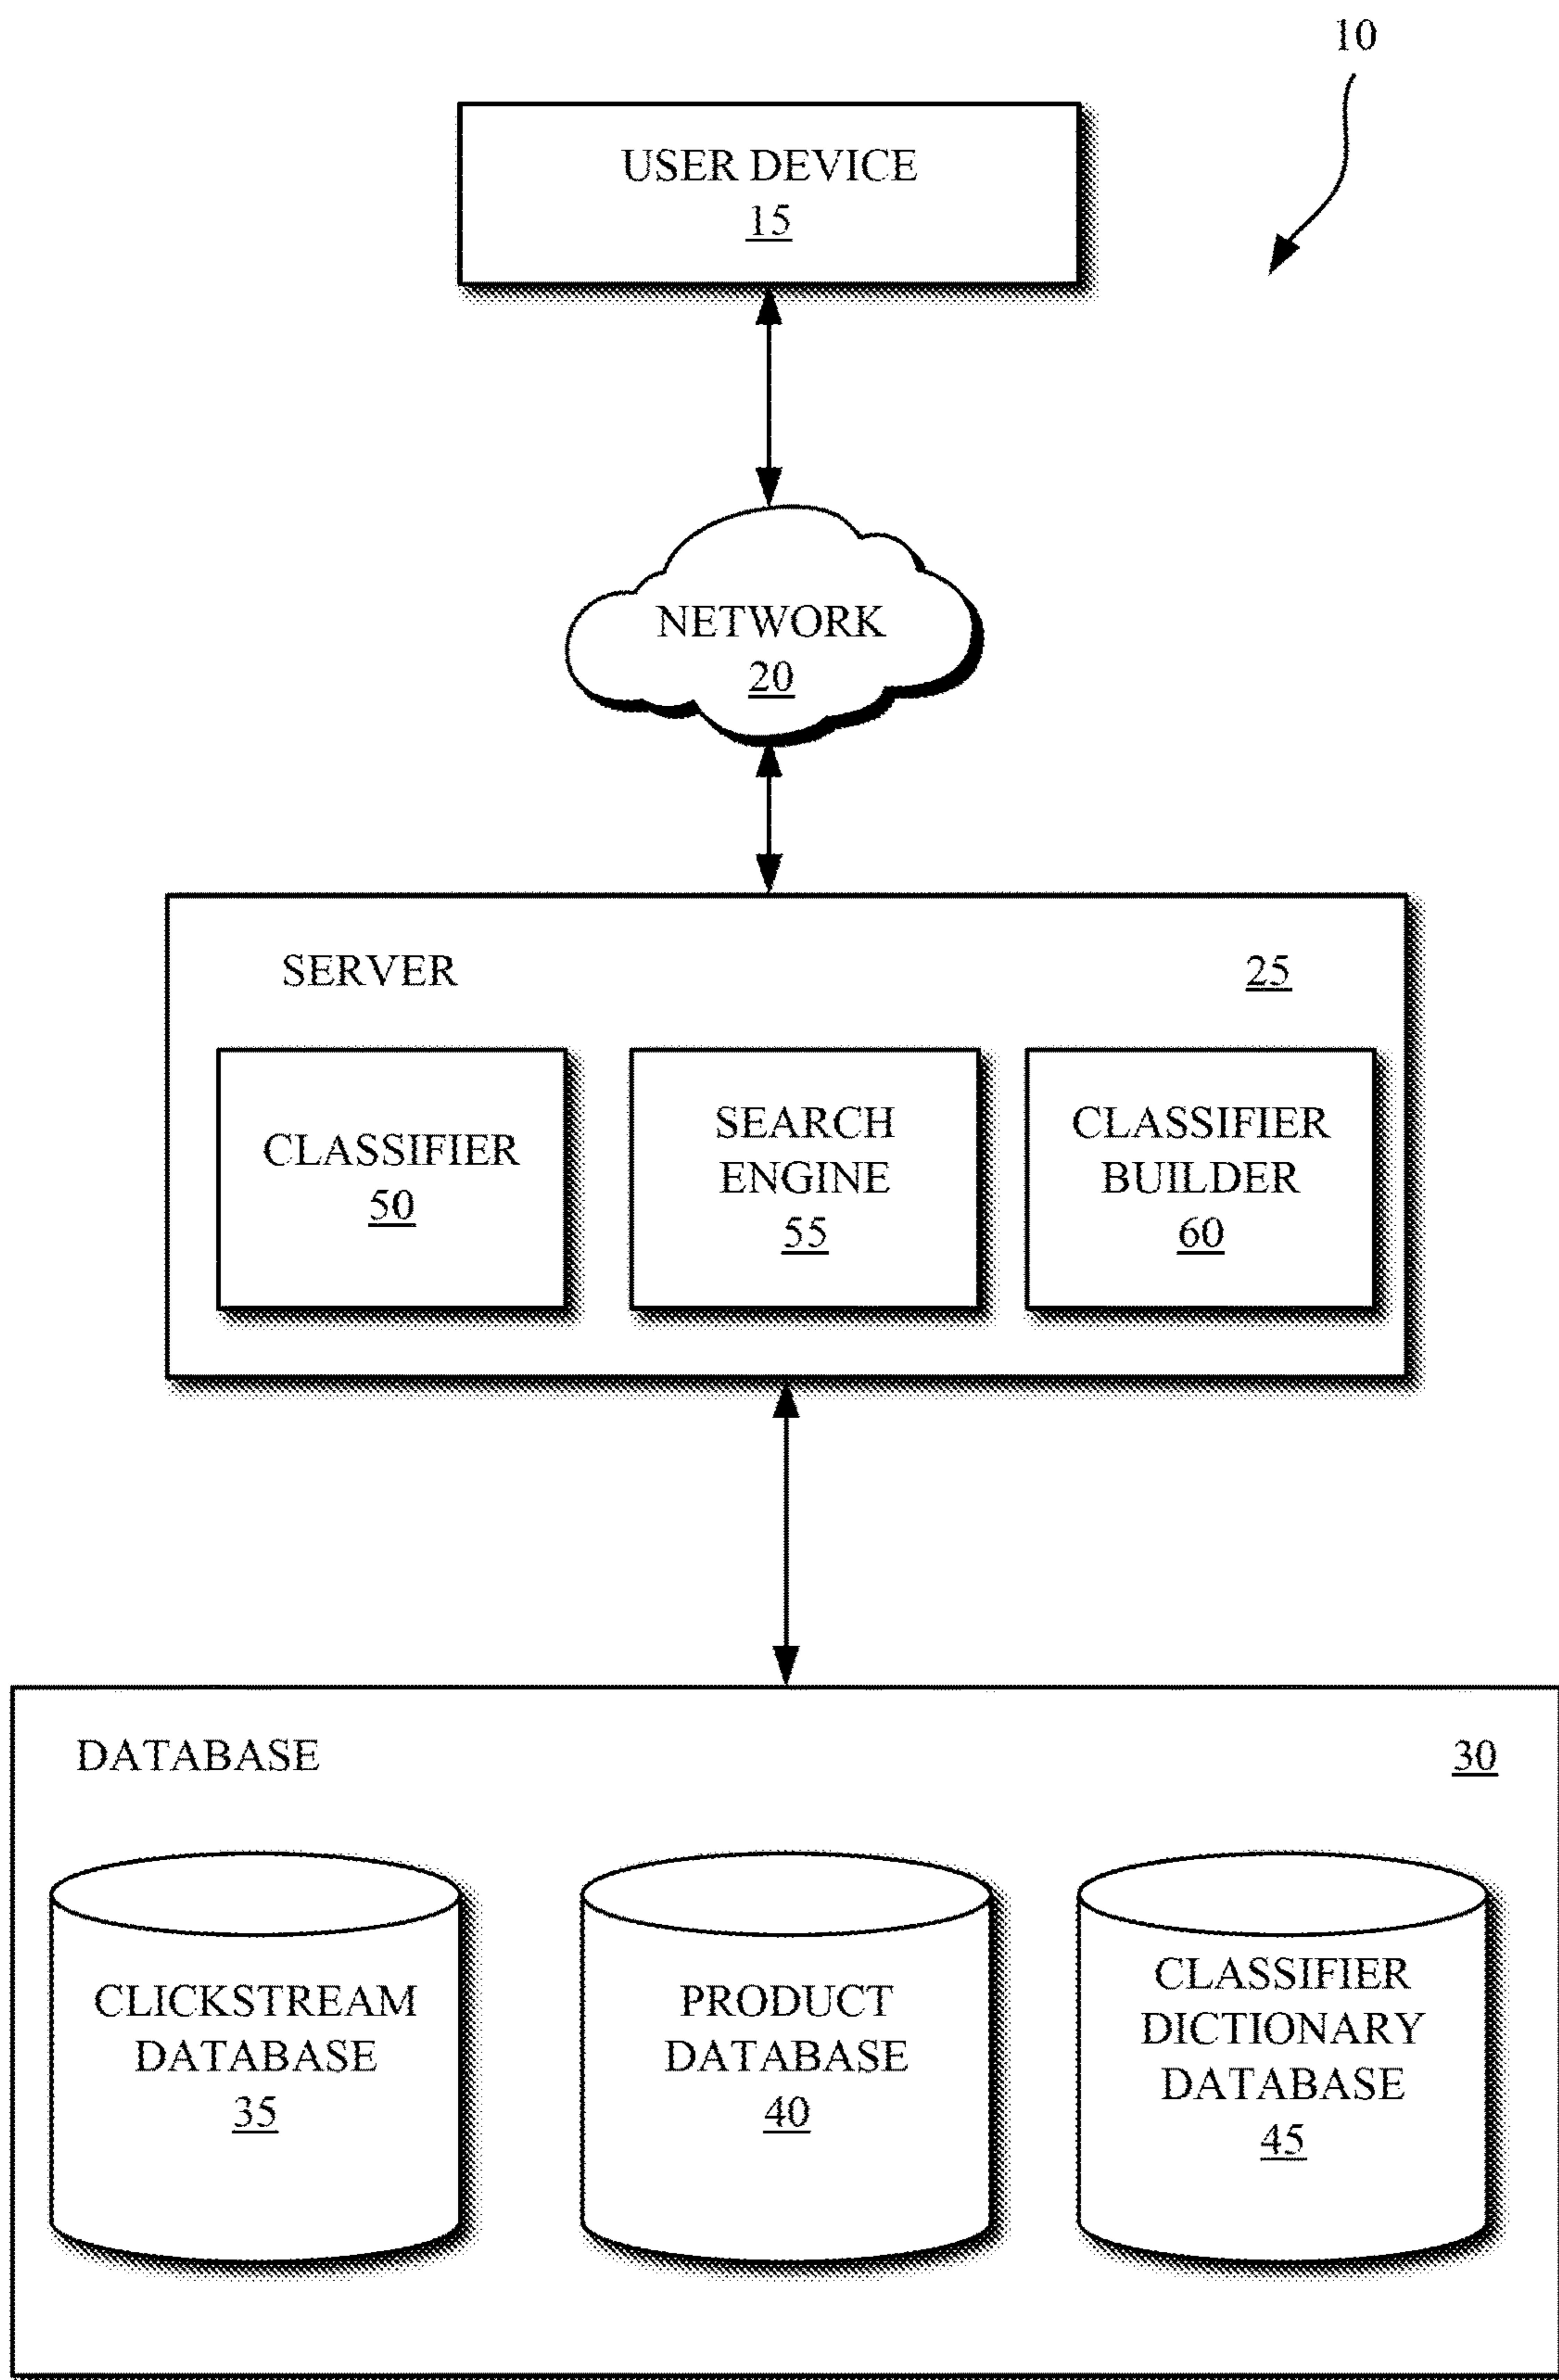 10
USER DEVICE
15
NETWORK
20
SERVER
25
CLASSIFIER
50
SEARCH
ENGINE
55
CLASSIFIER
BUILDER
60
DATABASE
30
CLICKSTREAM
DATABASE
35
PRODUCT
DATABASE
40
CLASSIFIER
DICTIONARY
DATABASE
45